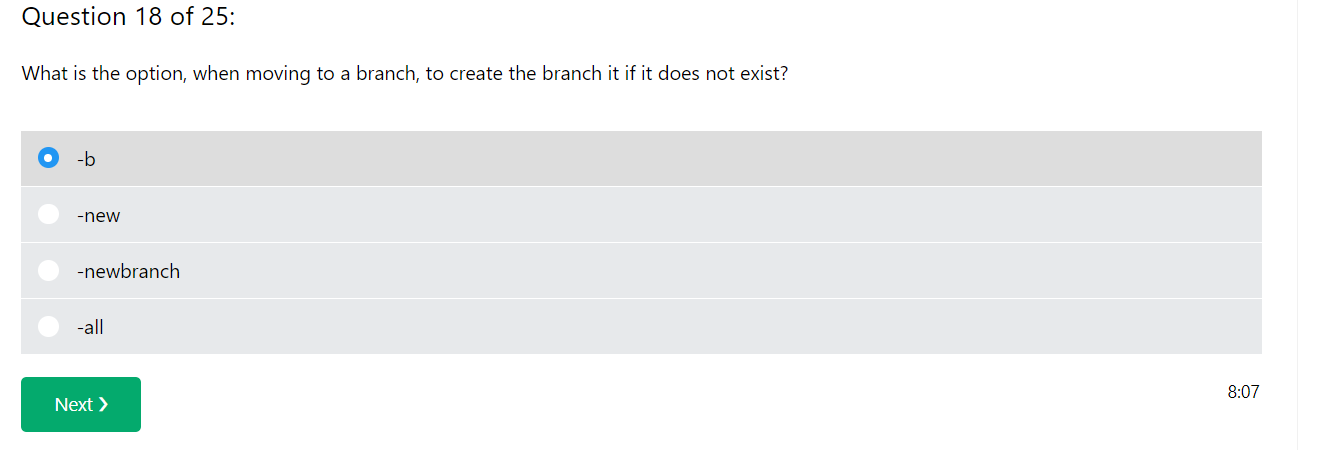 Question 18 of 25:
What is the option, when moving to a branch, to create the branch it if it does not exist?
-b
-new
-newbranch
-all
Next ❯
8:07